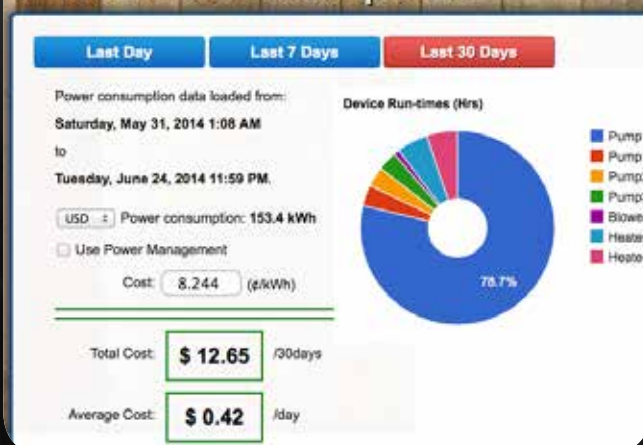 Last Day
Last 7 Days
Last 30 Days
Power consumption data loaded from:
Saturday, May 31, 2014 1:08 AM
to
Tuesday, June 24, 2014 11:59 PM.
USD Power consumption: 153.4 kWh
Use Power Management
Cost: 8.244 (¢/kWh)
Total Cost: $ 12.65 /30days
Average Cost: $ 0.42 /day
Device Run-times (Hrs)
78.7%
Pump
Pump
Pump
Pump
Blowe
Heate
Heate